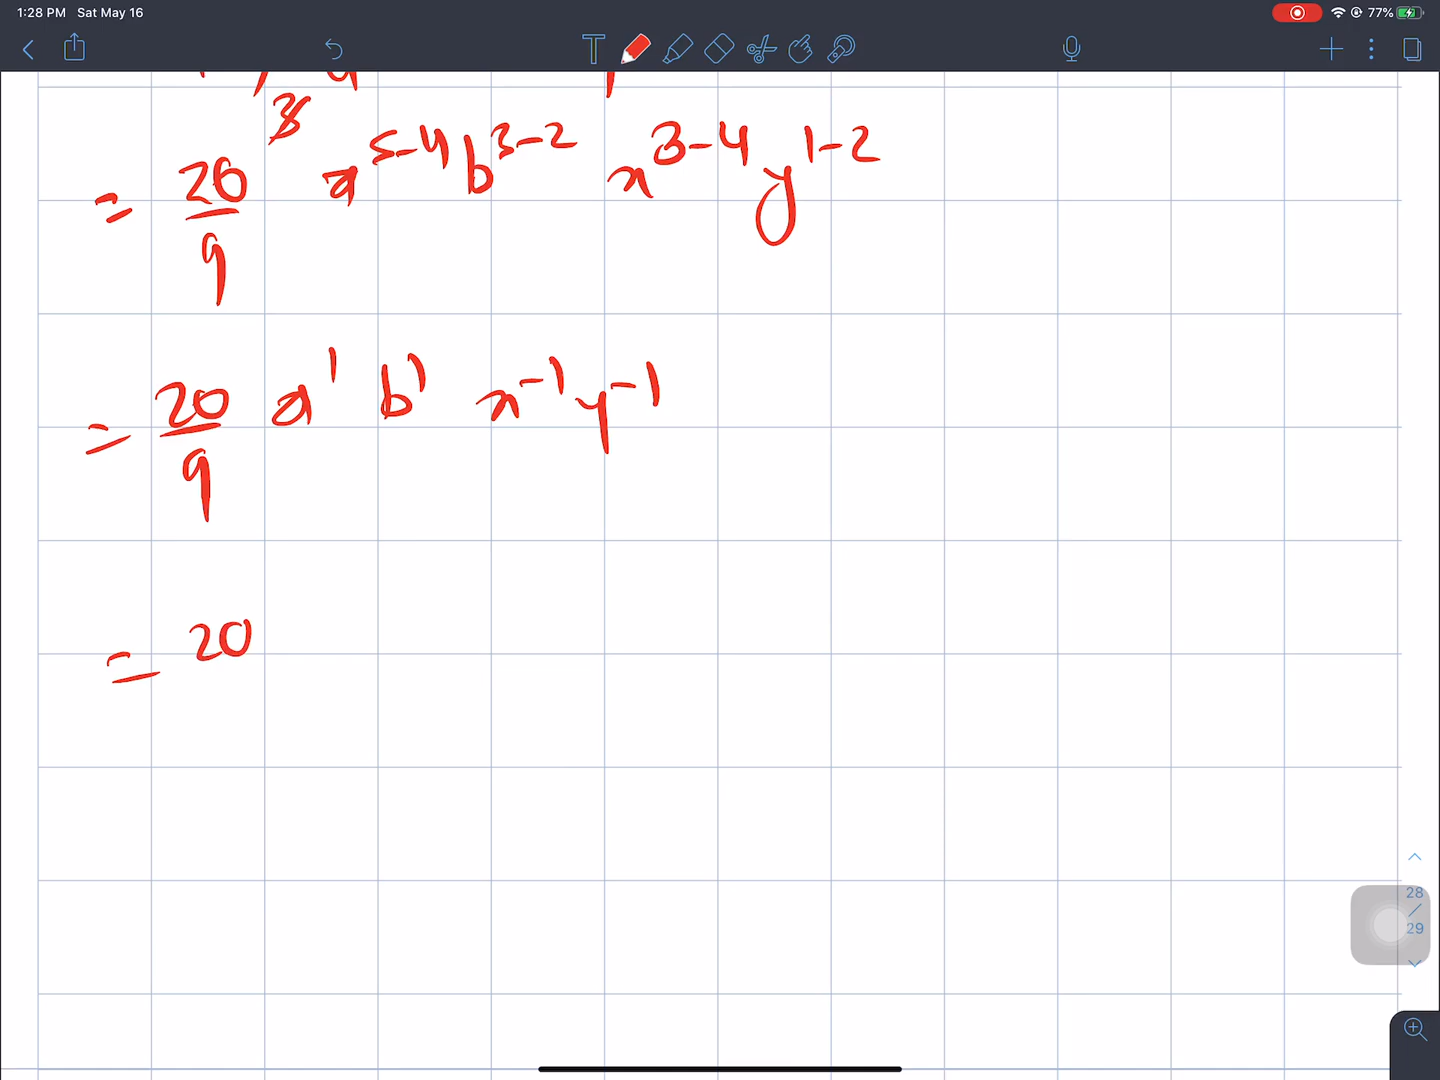 1:28 PM Sat May 16 77%
T
3
= 20/9 a^5-4 b^3-2 x^3-4 y^1-2
= 20/9 a^1 b^1 x^-1 y^-1
= 20
28/29